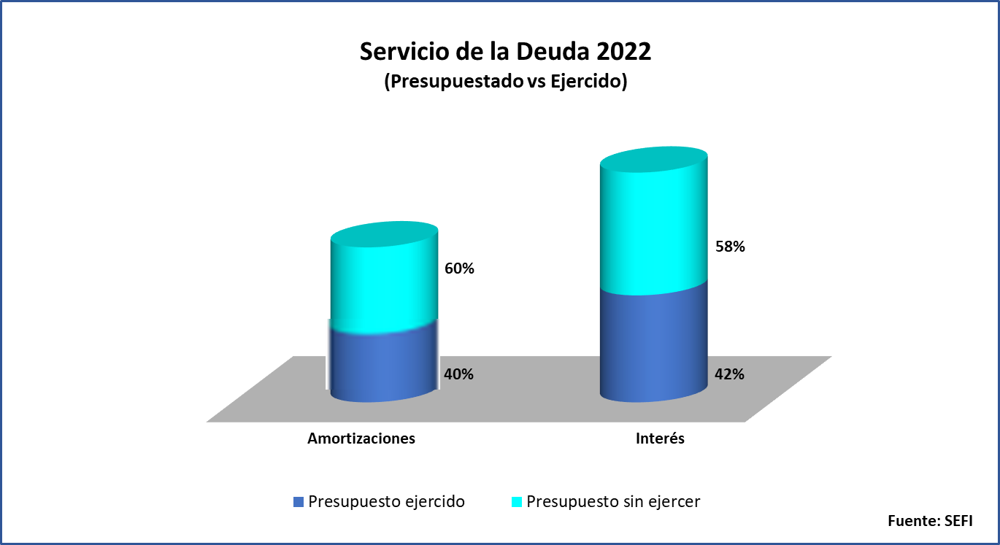 Servicio de la Deuda 2022
(Presupuestado vs Ejercido)
58%
60%
40%
42%
Amortizaciones
Interés
Presupuesto ejercido
Presupuesto sin ejercer
Fuente: SEFI